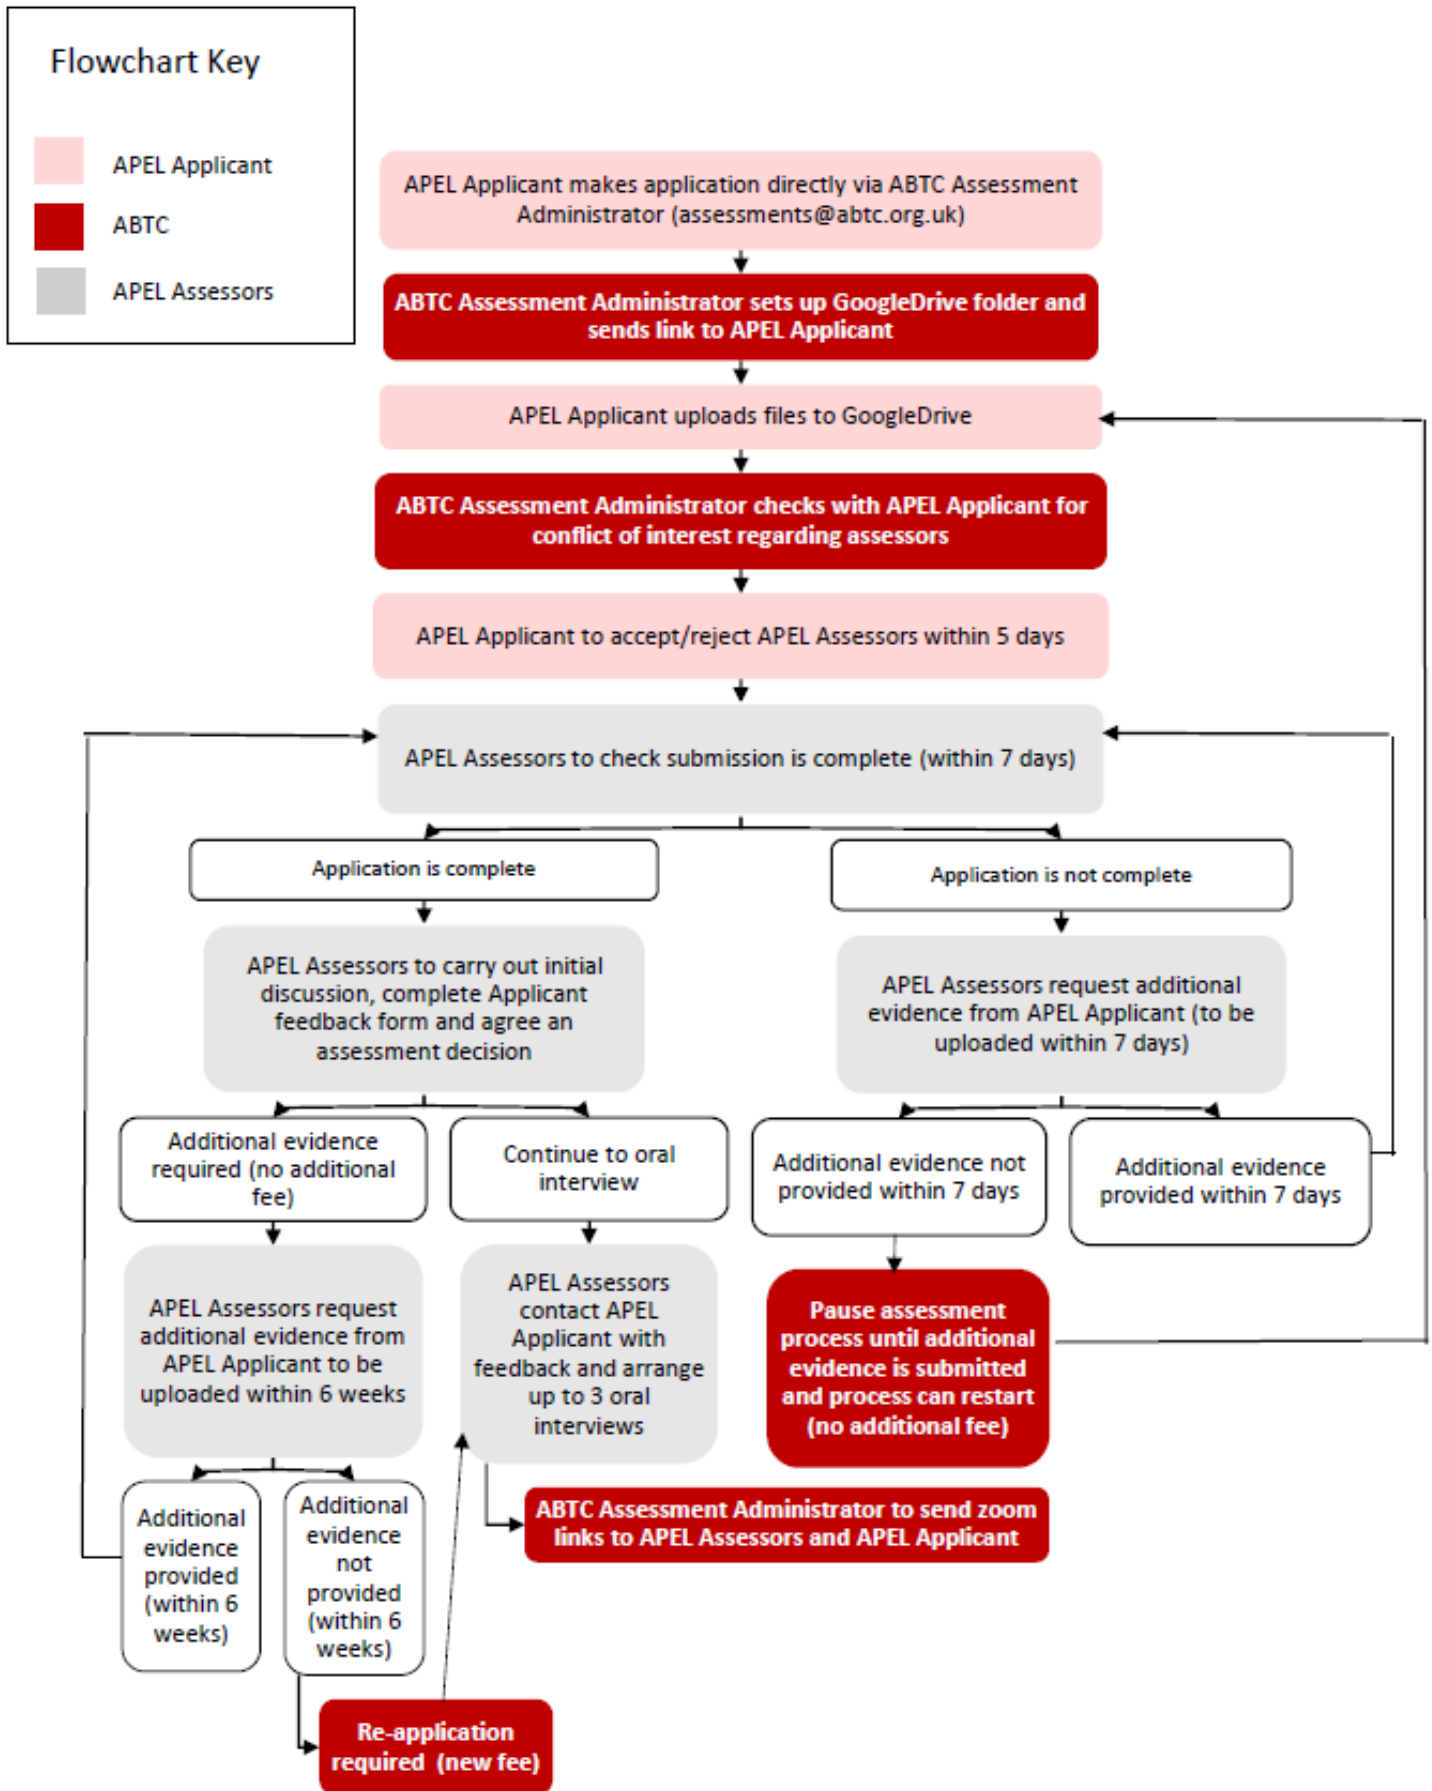 Flowchart Key
APEL Applicant
ABTC
APEL Assessors
APEL Applicant makes application directly via ABTC Assessment
Administrator (assessments@abtc.org.uk)
ABTC Assessment Administrator sets up GoogleDrive folder and
sends link to APEL Applicant
APEL Applicant uploads files to GoogleDrive
ABTC Assessment Administrator checks with APEL Applicant for
conflict of interest regarding assessors
APEL Applicant to accept/reject APEL Assessors within 5 days
APEL Assessors to check submission is complete (within 7 days)
Application is complete
Application is not complete
APEL Assessors to carry out initial
discussion, complete Applicant
feedback form and agree an
assessment decision
APEL Assessors request additional
evidence from APEL Applicant (to be
uploaded within 7 days)
Additional evidence
required (no additional
fee)
Continue to oral
interview
Additional evidence not
provided within 7 days
Additional evidence
provided within 7 days
APEL Assessors request
additional evidence from
APEL Applicant to be
uploaded within 6 weeks
APEL Assessors
contact APEL
Applicant with
feedback and arrange
up to 3 oral
interviews
Pause assessment
process until additional
evidence is submitted
and process can restart
(no additional fee)
Additional
evidence
provided
(within 6
weeks)
Additional
evidence
not
provided
(within 6
weeks)
ABTC Assessment Administrator to send zoom
links to APEL Assessors and APEL Applicant
Re-application
required (new fee)